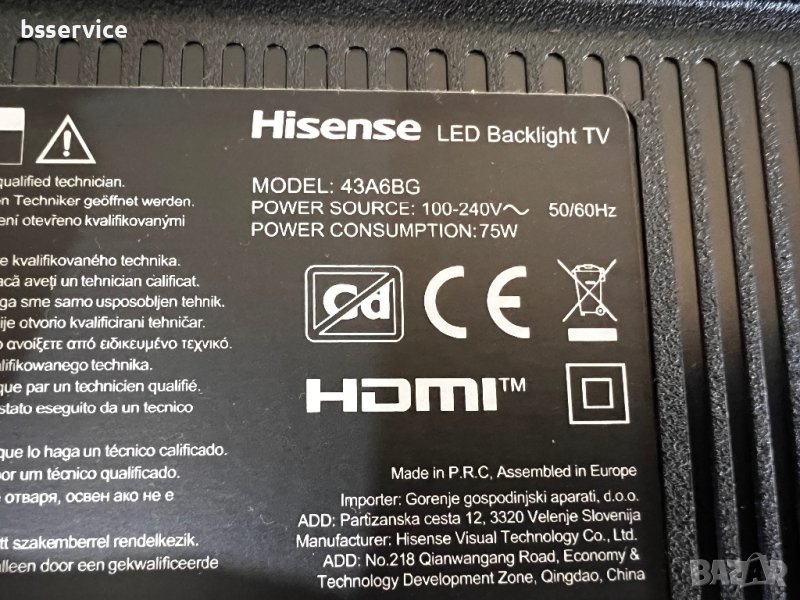 bsservice
Hisense LED Backlight TV
MODEL: 43A6BG
POWER SOURCE: 100-240V～ 50/60Hz
POWER CONSUMPTION:75W
qualified technician.
en Techniker geöffnet werden.
ení otevřeno kvalifikovanými
e kvalifikovaného technika.
acă aveți un tehnician calificat.
ga sme samo usposobljen tehnik.
ije otvorio kvalificirani tehničar.
ο ανοίξετε από ειδικευμένο τεχνικό.
lifikowanego technika.
que par un technicien qualifié.
stato eseguito da un tecnico
que lo haga un técnico calificado.
por um técnico qualificado.
е отваря, освен ако не е
tt szakemberrel rendelkezik.
alleen door een gekwalificeerde
Cd
CE
HDMI™
Made in P.R.C, Assembled in Europe
Importer: Gorenje gospodinjski aparati, d.o.o.
ADD: Partizanska cesta 12, 3320 Velenje Slovenija
Manufacturer: Hisense Visual Technology Co., Ltd.
ADD: No.218 Qianwangang Road, Economy &
Technology Development Zone, Qingdao, China
BAZAR